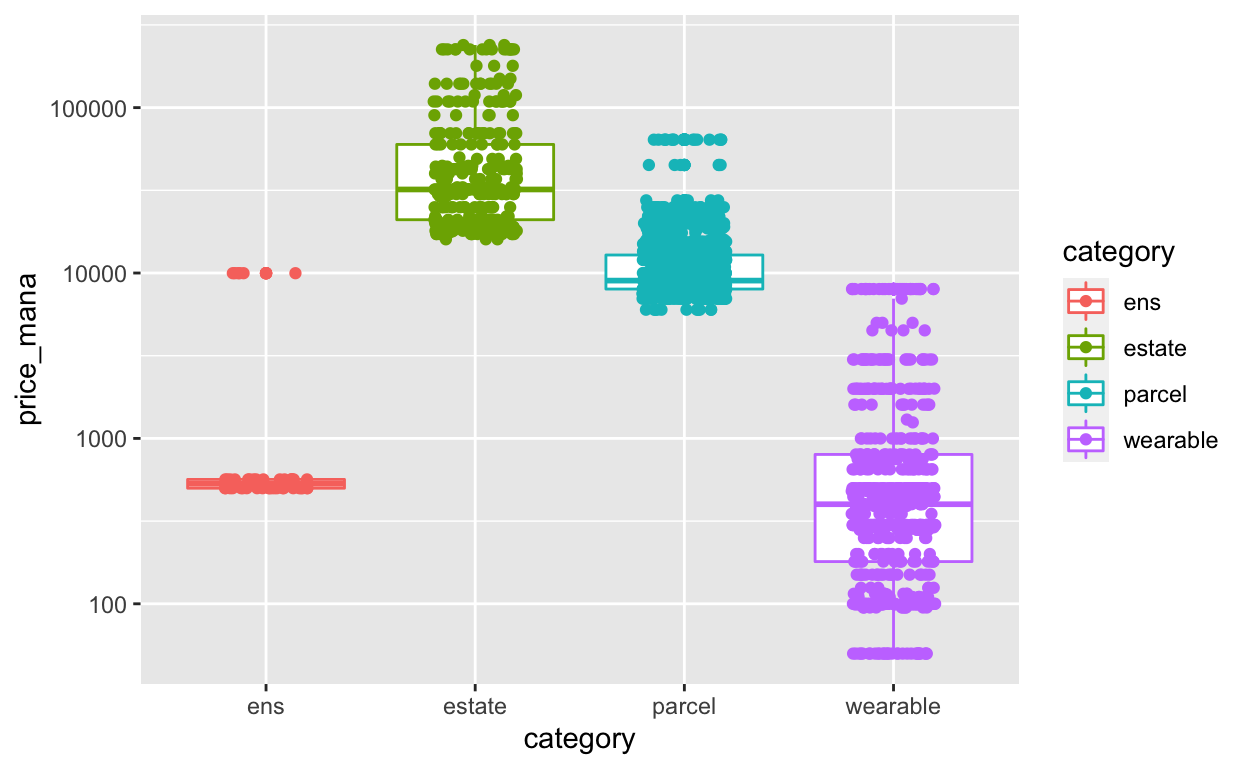 price_mana
100000
10000
1000
100
ens estate parcel wearable
category
category
ens
estate
parcel
wearable